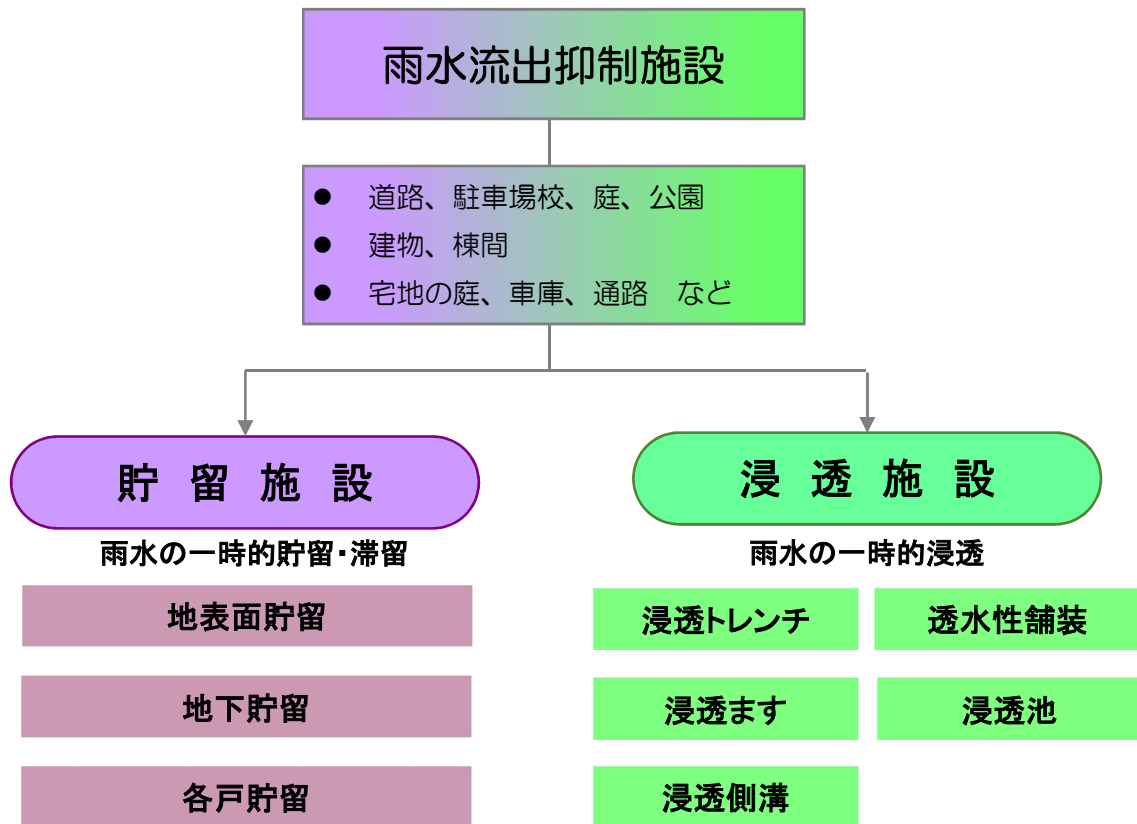 雨水流出抑制施設
● 道路、駐車場校、庭、公園
● 建物、棟間
● 宅地の庭、車庫、通路　など
貯 留 施 設
雨水の一時的貯留・滞留
地表面貯留
地下貯留
各戸貯留
浸 透 施 設
雨水の一時的浸透
浸透トレンチ
透水性舗装
浸透ます
浸透池
浸透側溝